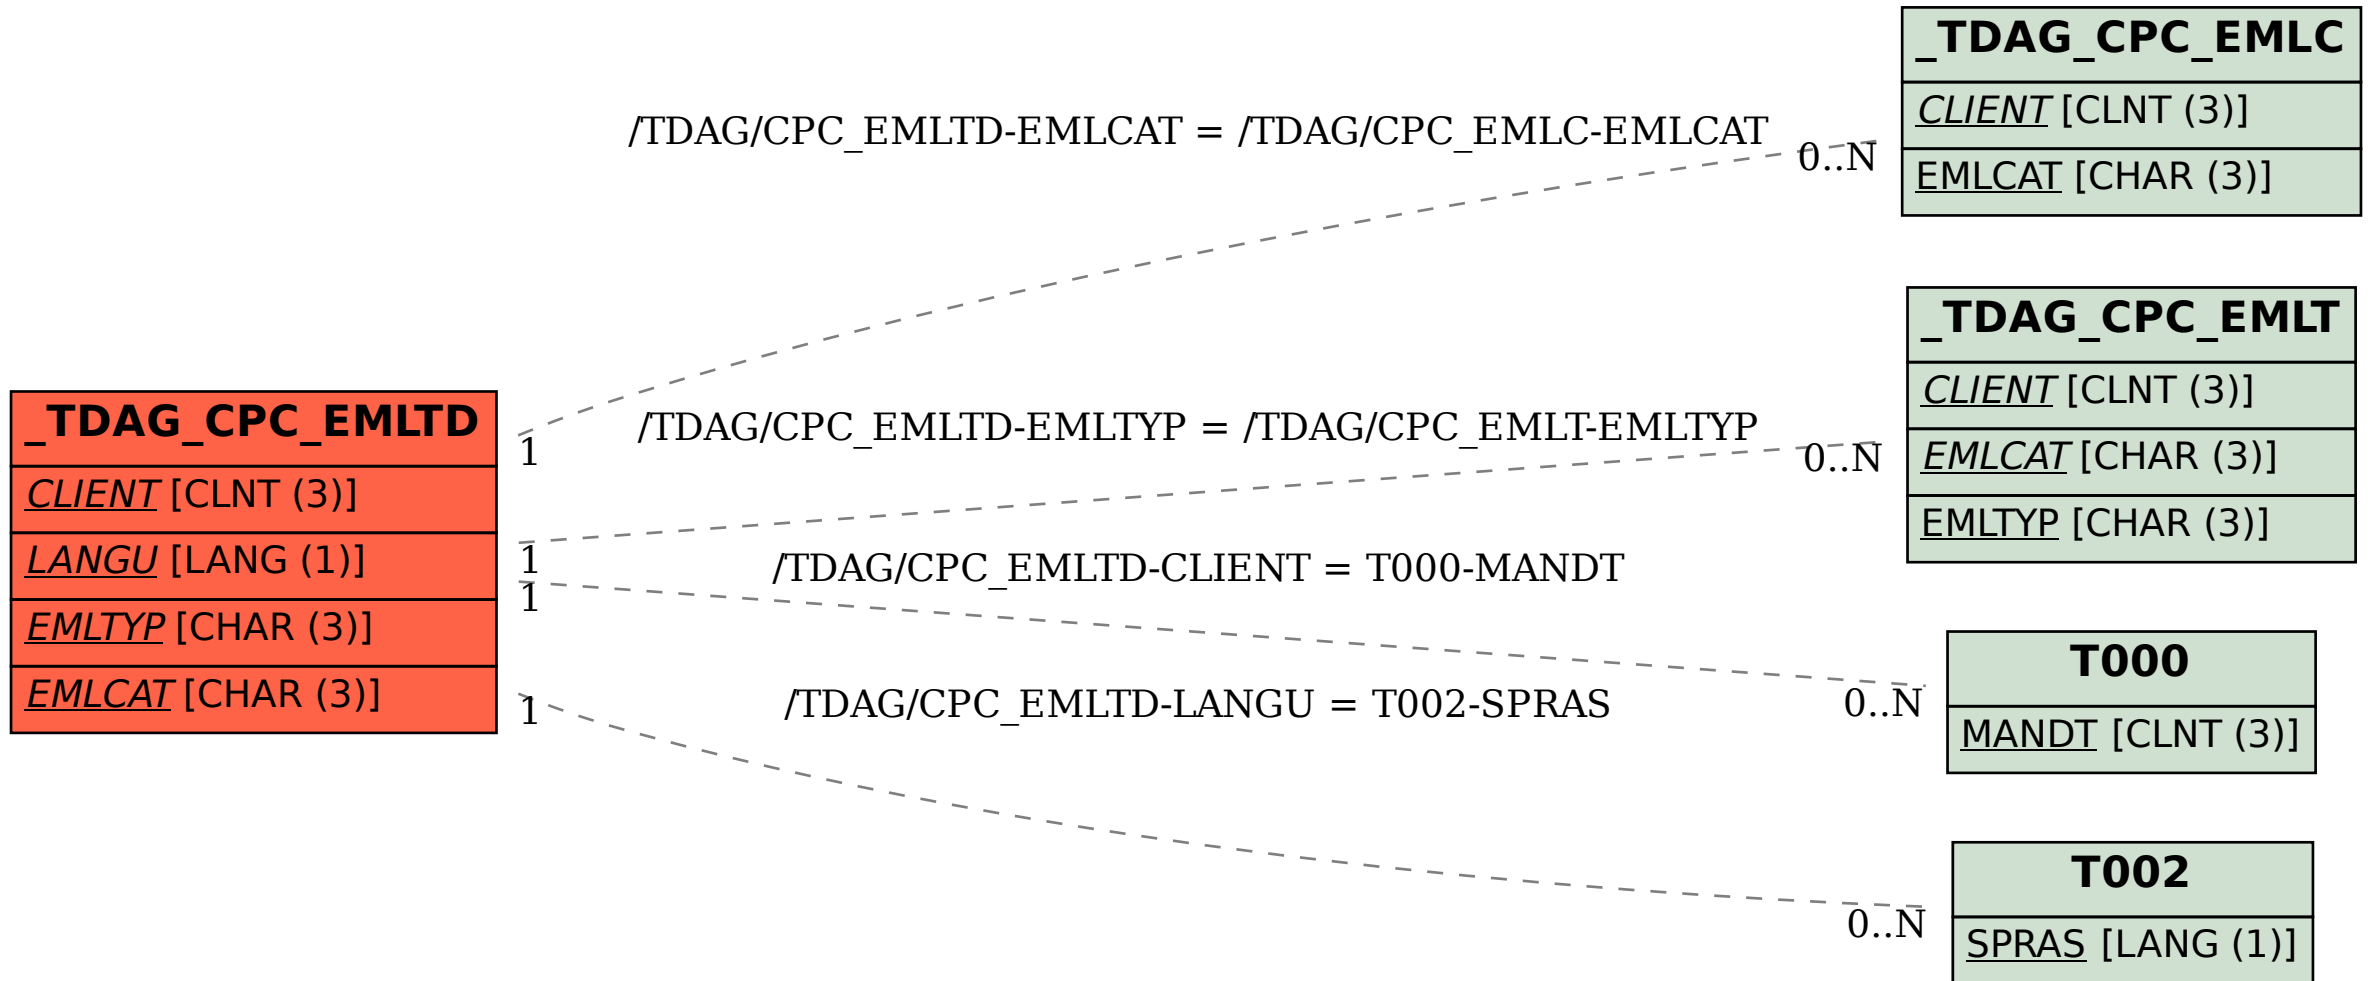 _TDAG_CPC_EMLC
CLIENT [CLNT (3)]
EMLCAT [CHAR (3)]
/TDAG/CPC_EMLTD-EMLCAT = /TDAG/CPC_EMLC-EMLCAT
0..N
_TDAG_CPC_EMLT
CLIENT [CLNT (3)]
EMLCAT [CHAR (3)]
EMLTYP [CHAR (3)]
_TDAG_CPC_EMLTD
CLIENT [CLNT (3)]
LANGU [LANG (1)]
EMLTYP [CHAR (3)]
EMLCAT [CHAR (3)]
1
/TDAG/CPC_EMLTD-EMLTYP = /TDAG/CPC_EMLT-EMLTYP
0..N
1
/TDAG/CPC_EMLTD-CLIENT = T000-MANDT
1
0..N
T000
MANDT [CLNT (3)]
/TDAG/CPC_EMLTD-LANGU = T002-SPRAS
1
0..N
T002
SPRAS [LANG (1)]